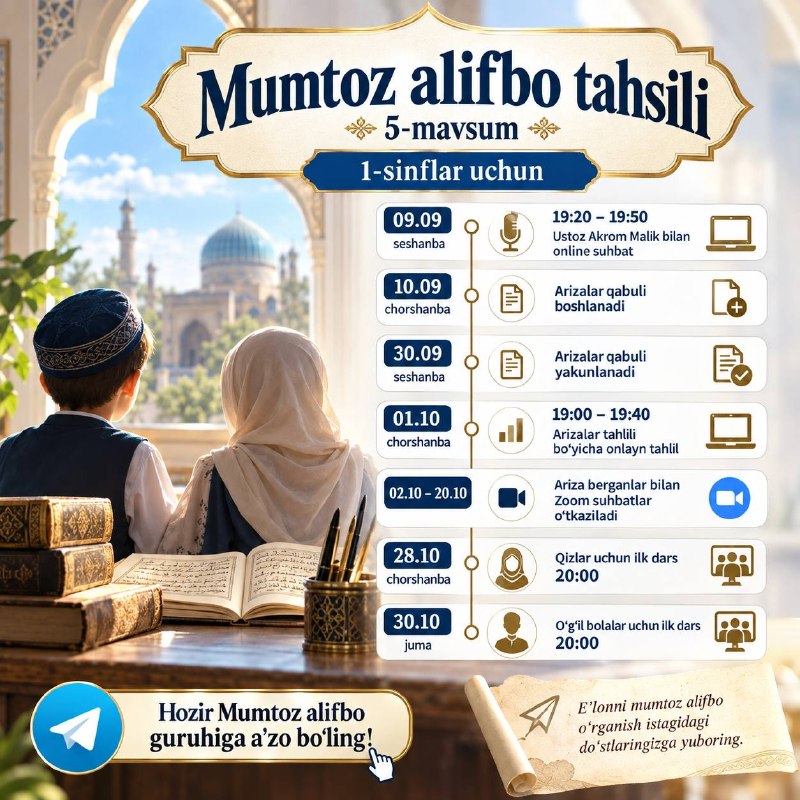 Mumtoz alifbo tahsili
5-mavsum
1-sinflar uchun
09.09
seshanba
19:20 – 19:50
Ustoz Akrom Malik bilan
online suhbat
10.09
chorshanba
Arizalar qabuli
boshlanadi
30.09
seshanba
Arizalar qabuli
yakunlanadi
01.10
chorshanba
19:00 – 19:40
Arizalar tahlili
bo‘yicha onlayn tahlil
02.10 – 20.10
Ariza berganlar bilan
Zoom suhbatlar
o‘tkaziladi
28.10
chorshanba
Qizlar uchun ilk dars
20:00
30.10
juma
O‘g‘il bolalar uchun ilk dars
20:00
Hozir Mumtoz alifbo
guruhiga a’zo bo‘ling!
E’lonni mumtoz alifbo
o‘rganish istagidagi
do‘stlaringizga yuboring.